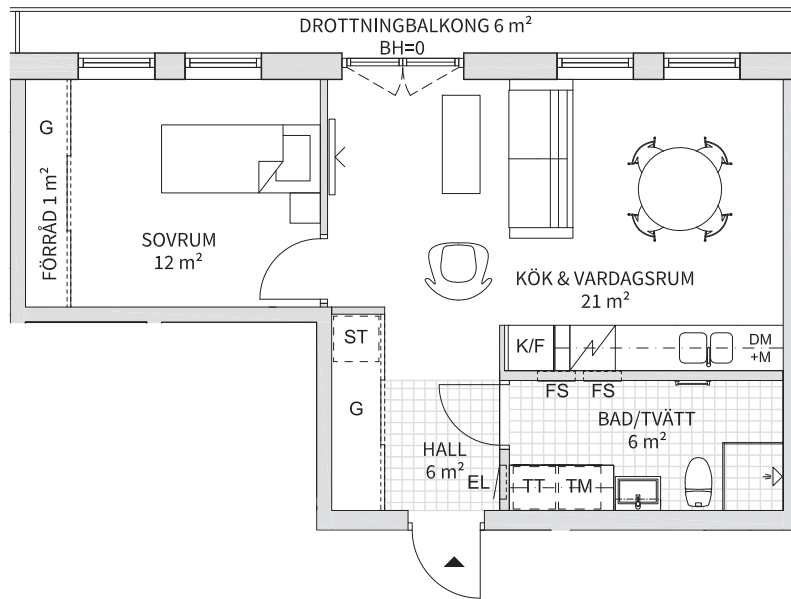 DROTTNINGBALKONG 6 m²
BH=0
G
FÖRRÅD 1 m²
SOVRUM
12 m²
KÖK & VARDAGSRUM
21 m²
ST
K/F
DM
+M
FS
FS
G
BAD/TVÄTT
6 m²
HALL
6 m²
EL
TT
TM